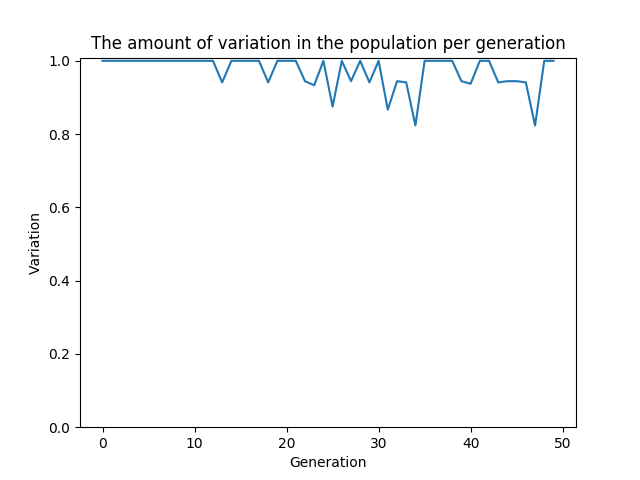 The amount of variation in the population per generation
1.0
0.8
0.6
0.4
0.2
0.0
Variation
0 10 20 30 40 50
Generation